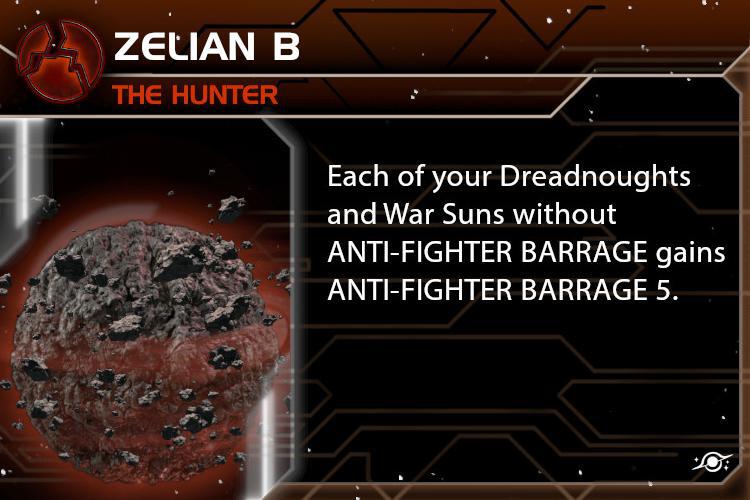 ZELIAN B
THE HUNTER
Each of your Dreadnoughts
and War Suns without
ANTI-FIGHTER BARRAGE gains
ANTI-FIGHTER BARRAGE 5.